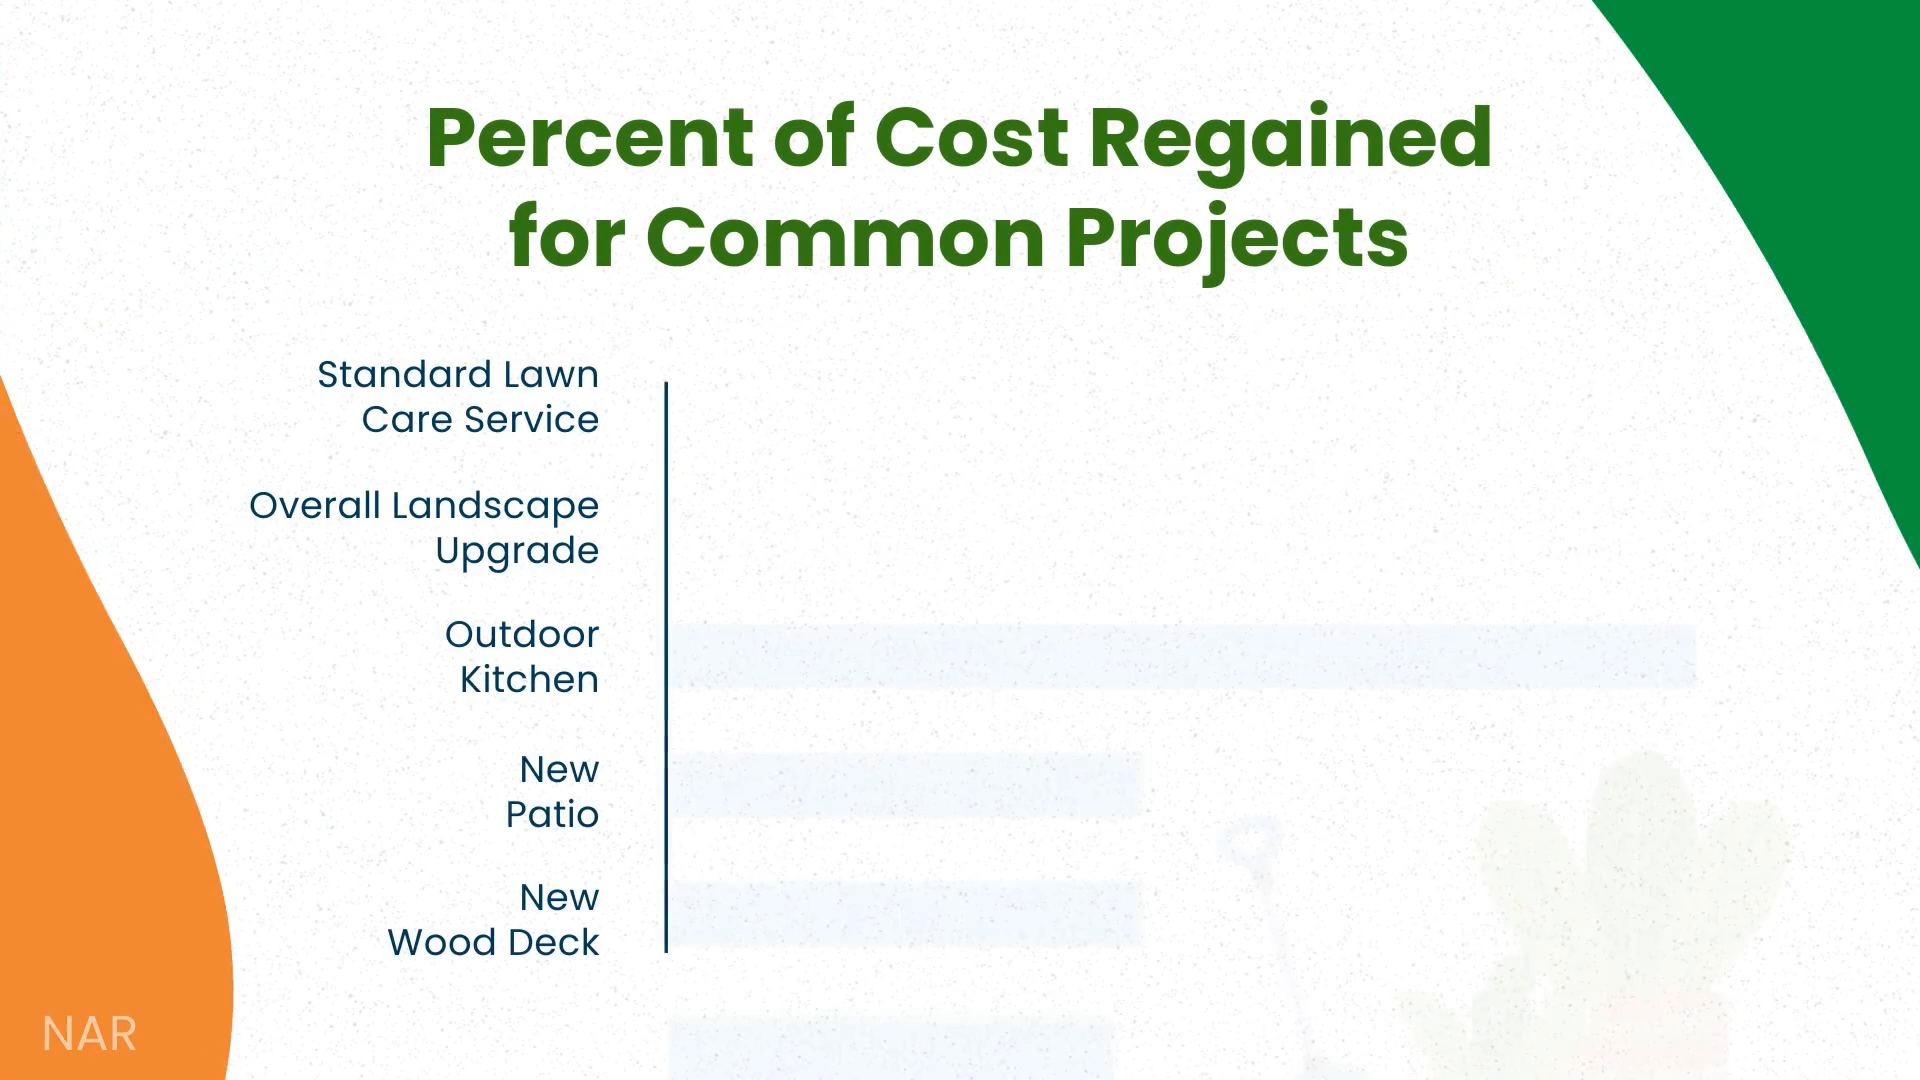 Percent of Cost Regained
for Common Projects
Standard Lawn
Care Service
Overall Landscape
Upgrade
Outdoor
Kitchen
New
Patio
New
Wood Deck
NAR